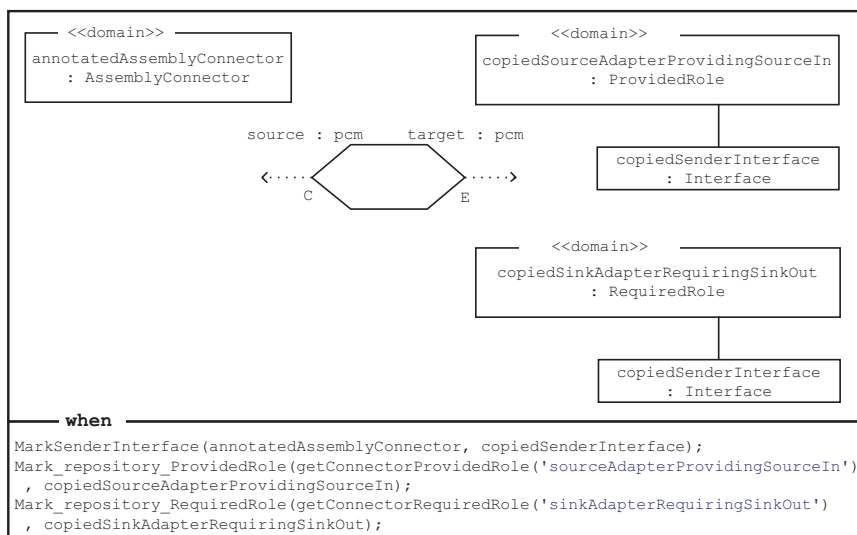 <<domain>>
annotatedAssemblyConnector
: AssemblyConnector
<<domain>>
copiedSourceAdapterProvidingSourceIn
: ProvidedRole
source : pcm target : pcm
copiedSenderInterface
: Interface
C
E
<<domain>>
copiedSinkAdapterRequiringSinkOut
: RequiredRole
copiedSenderInterface
: Interface
when
MarkSenderInterface(annotatedAssemblyConnector, copiedSenderInterface);
Mark_repository_ProvidedRole(getConnectorProvidedRole('sourceAdapterProvidingSourceIn')
, copiedSourceAdapterProvidingSourceIn);
Mark_repository_RequiredRole(getConnectorRequiredRole('sinkAdapterRequiringSinkOut')
, copiedSinkAdapterRequiringSinkOut);